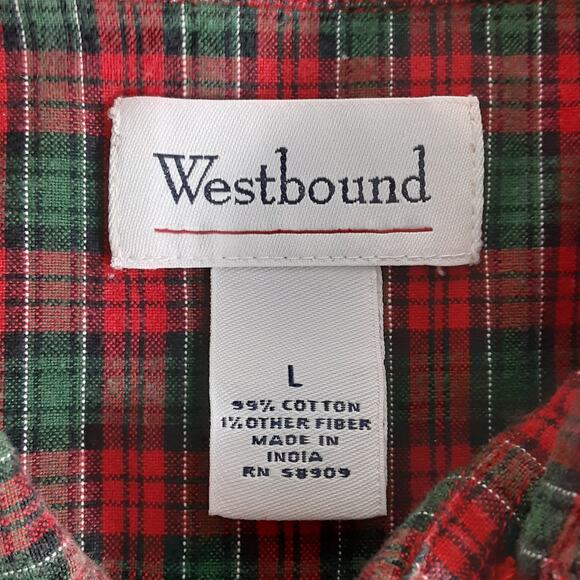 Westbound
L
99% COTTON
1% OTHER FIBER
MADE IN
INDIA
RN 58909